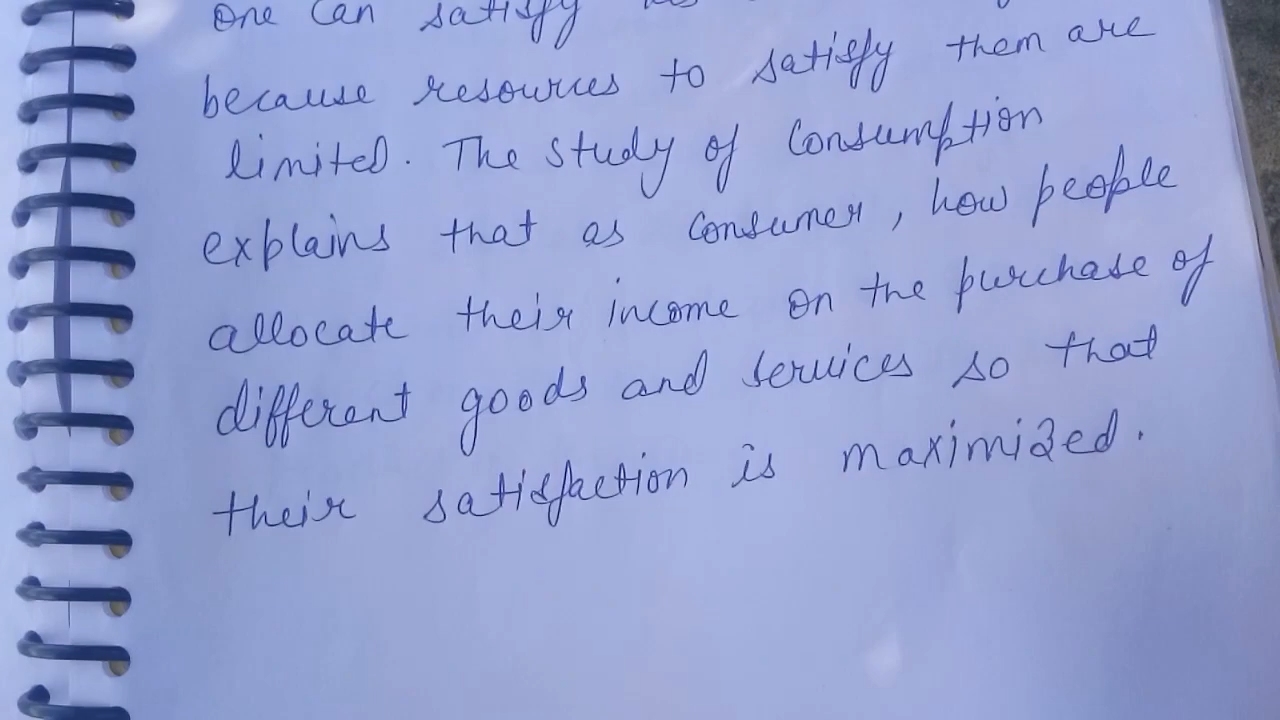 one can satisfy
because resources to satisfy them are
limited. The study of Consumption
explains that as consumer, how people
allocate their income on the purchase of
different goods and services so that
their satisfaction is maximized.